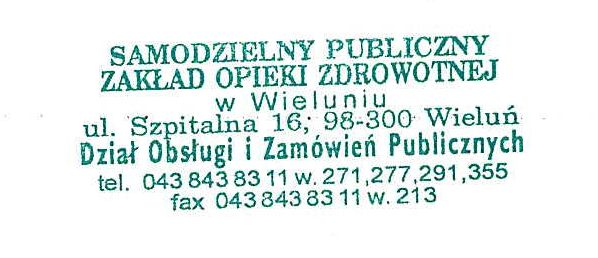 SAMODZIELNY PUBLICZNY
ZAKŁAD OPIEKI ZDROWOTNEJ
w Wieluniu
ul. Szpitalna 16; 98-300 Wieluń
Dział Obsługi i Zamówień Publicznych
tel. 043 843 83 11 w. 271,277,291,355
fax 043 843 83 11 w. 213